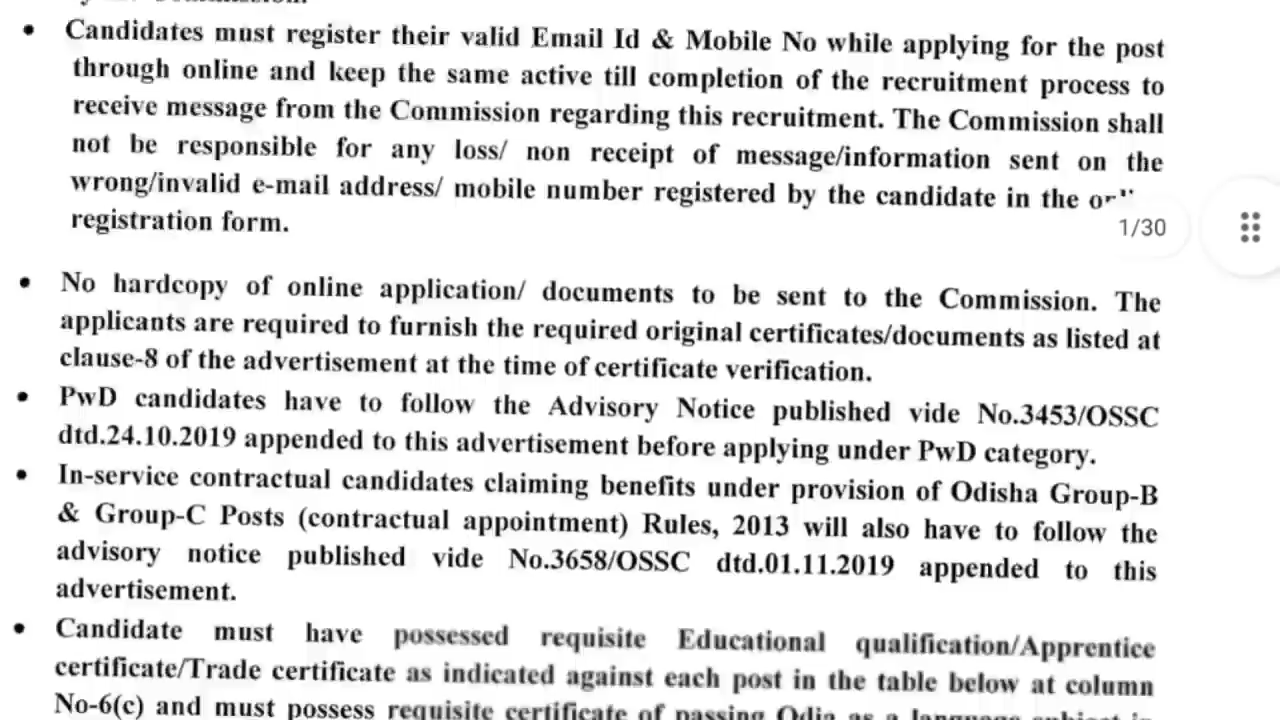 • Candidates must register their valid Email Id & Mobile No while applying for the post
through online and keep the same active till completion of the recruitment process to
receive message from the Commission regarding this recruitment. The Commission shall
not be responsible for any loss/ non receipt of message/information sent on the
wrong/invalid e-mail address/ mobile number registered by the candidate in the
registration form.
1/30
• No hardcopy of online application/ documents to be sent to the Commission. The
applicants are required to furnish the required original certificates/documents as listed at
clause-8 of the advertisement at the time of certificate verification.
• PwD candidates have to follow the Advisory Notice published vide No.3453/OSSC
dtd.24.10.2019 appended to this advertisement before applying under PwD category.
• In-service contractual candidates claiming benefits under provision of Odisha Group-B
& Group-C Posts (contractual appointment) Rules, 2013 will also have to follow the
advisory notice published vide No.3658/OSSC dtd.01.11.2019 appended to this
advertisement.
• Candidate must have possessed requisite Educational qualification/Apprentice
certificate/Trade certificate as indicated against each post in the table below at column
No-6(c) and must possess requisite certificate of passing Odia as a language subject in